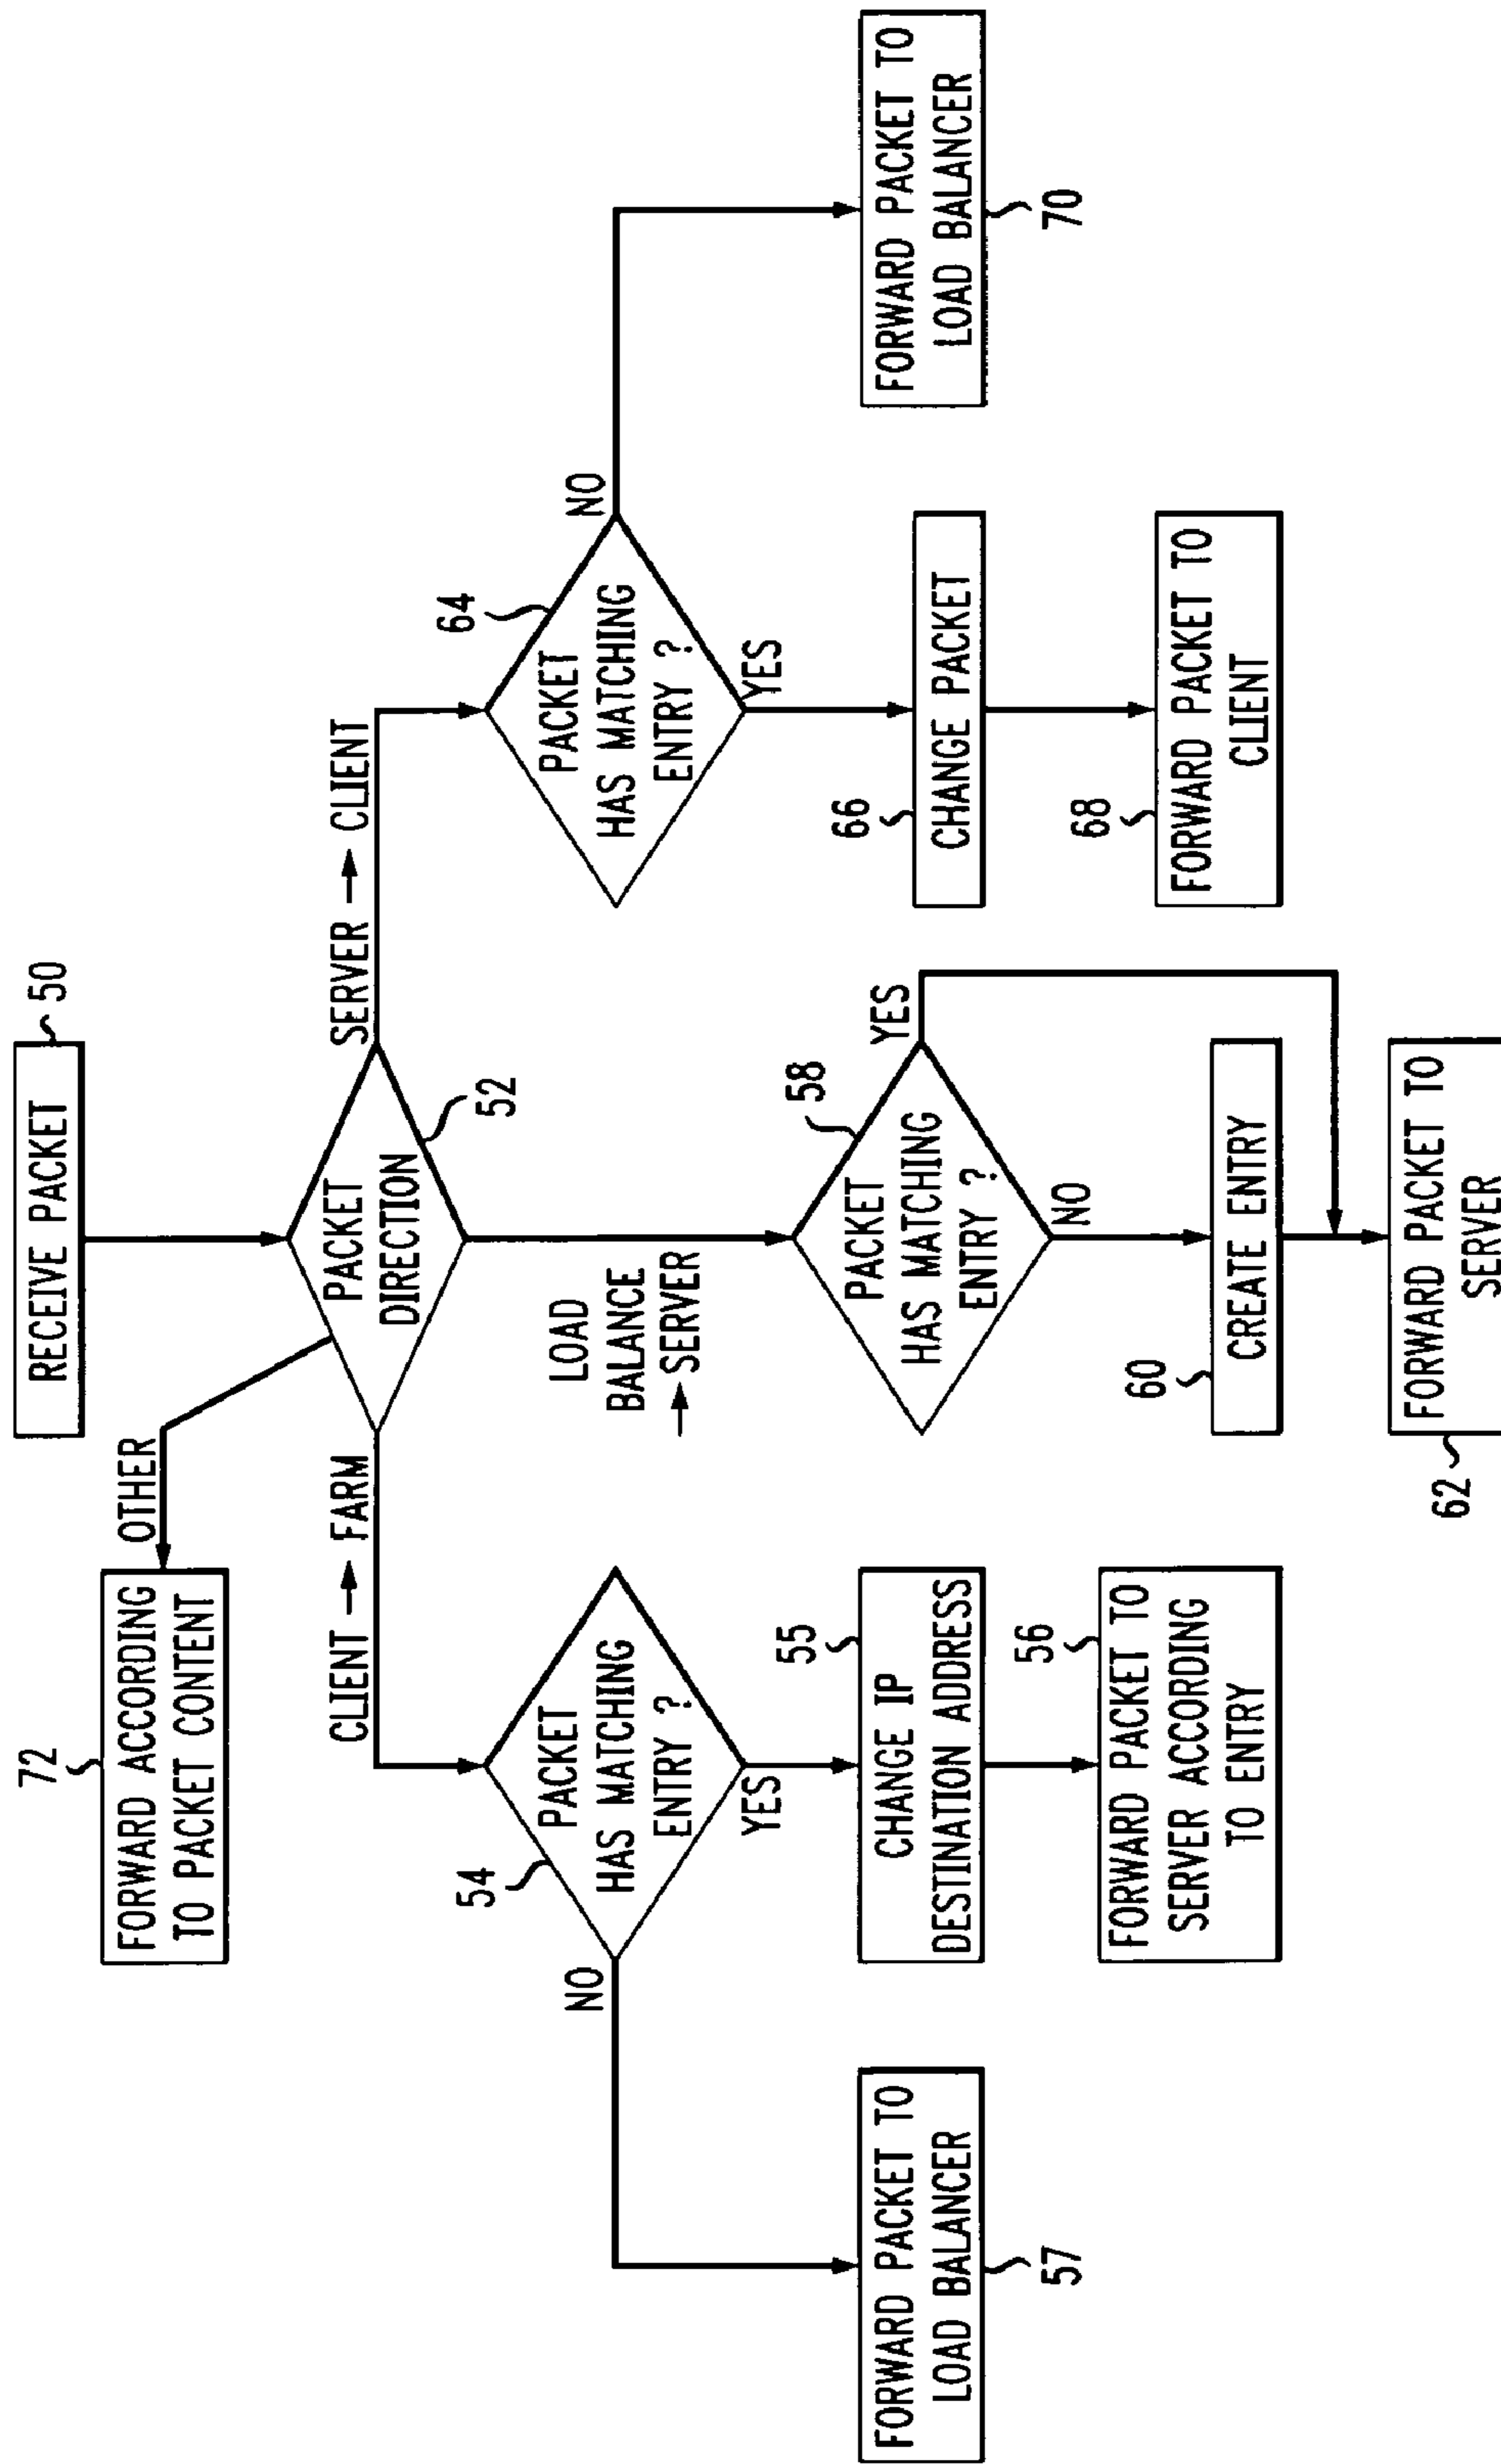 RECEIVE PACKET
50
PACKET
DIRECTION
52
OTHER
72
FORWARD ACCORDING
TO PACKET CONTENT
CLIENT → FARM
54
PACKET
HAS MATCHING
ENTRY ?
NO
FORWARD PACKET TO
LOAD BALANCER
57
YES
55
CHANGE IP
DESTINATION ADDRESS
56
FORWARD PACKET TO
SERVER ACCORDING
TO ENTRY
LOAD
BALANCE
→ SERVER
58
PACKET
HAS MATCHING
ENTRY ?
YES
NO
60
CREATE ENTRY
62
FORWARD PACKET TO
SERVER
SERVER → CLIENT
64
PACKET
HAS MATCHING
ENTRY ?
YES
66
CHANGE PACKET
68
FORWARD PACKET TO
CLIENT
NO
FORWARD PACKET TO
LOAD BALANCER
70